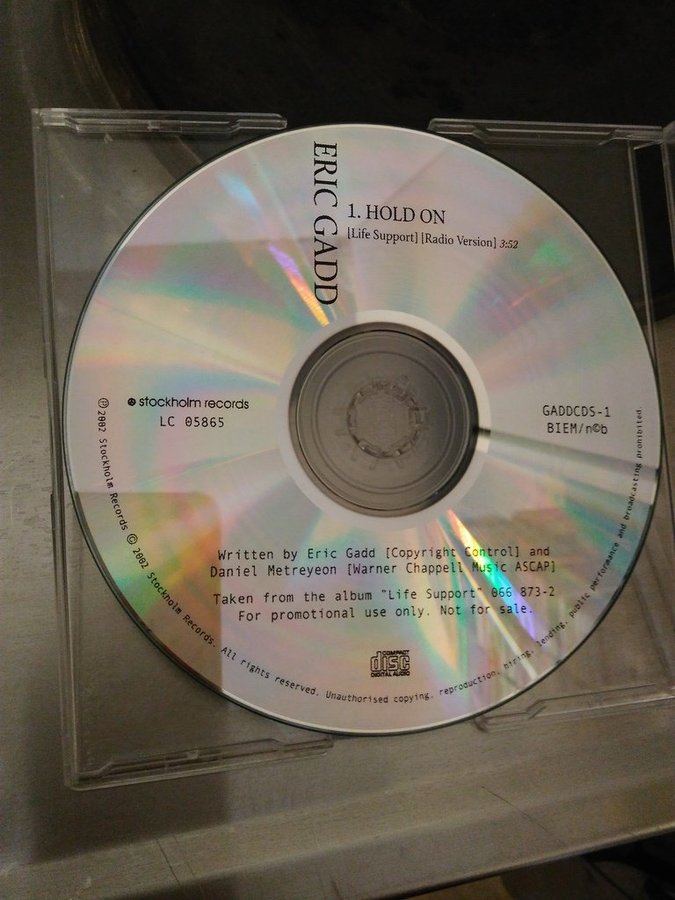 ERIC GADD
1. HOLD ON
[Life Support] [Radio Version] 3:52
stockholm records
LC 05865
GADDCDS-1
BIEM/n©b
Written by Eric Gadd [Copyright Control] and
Daniel Metreyeon [Warner Chappell Music ASCAP]
Taken from the album "Life Support" 066 873-2
For promotional use only. Not for sale.
COMPACT
disc
DIGITAL AUDIO
℗ 2002 Stockholm Records © 2002 Stockholm Records. All rights reserved. Unauthorised copying, reproduction, hiring, lending, public performance and broadcasting prohibited.